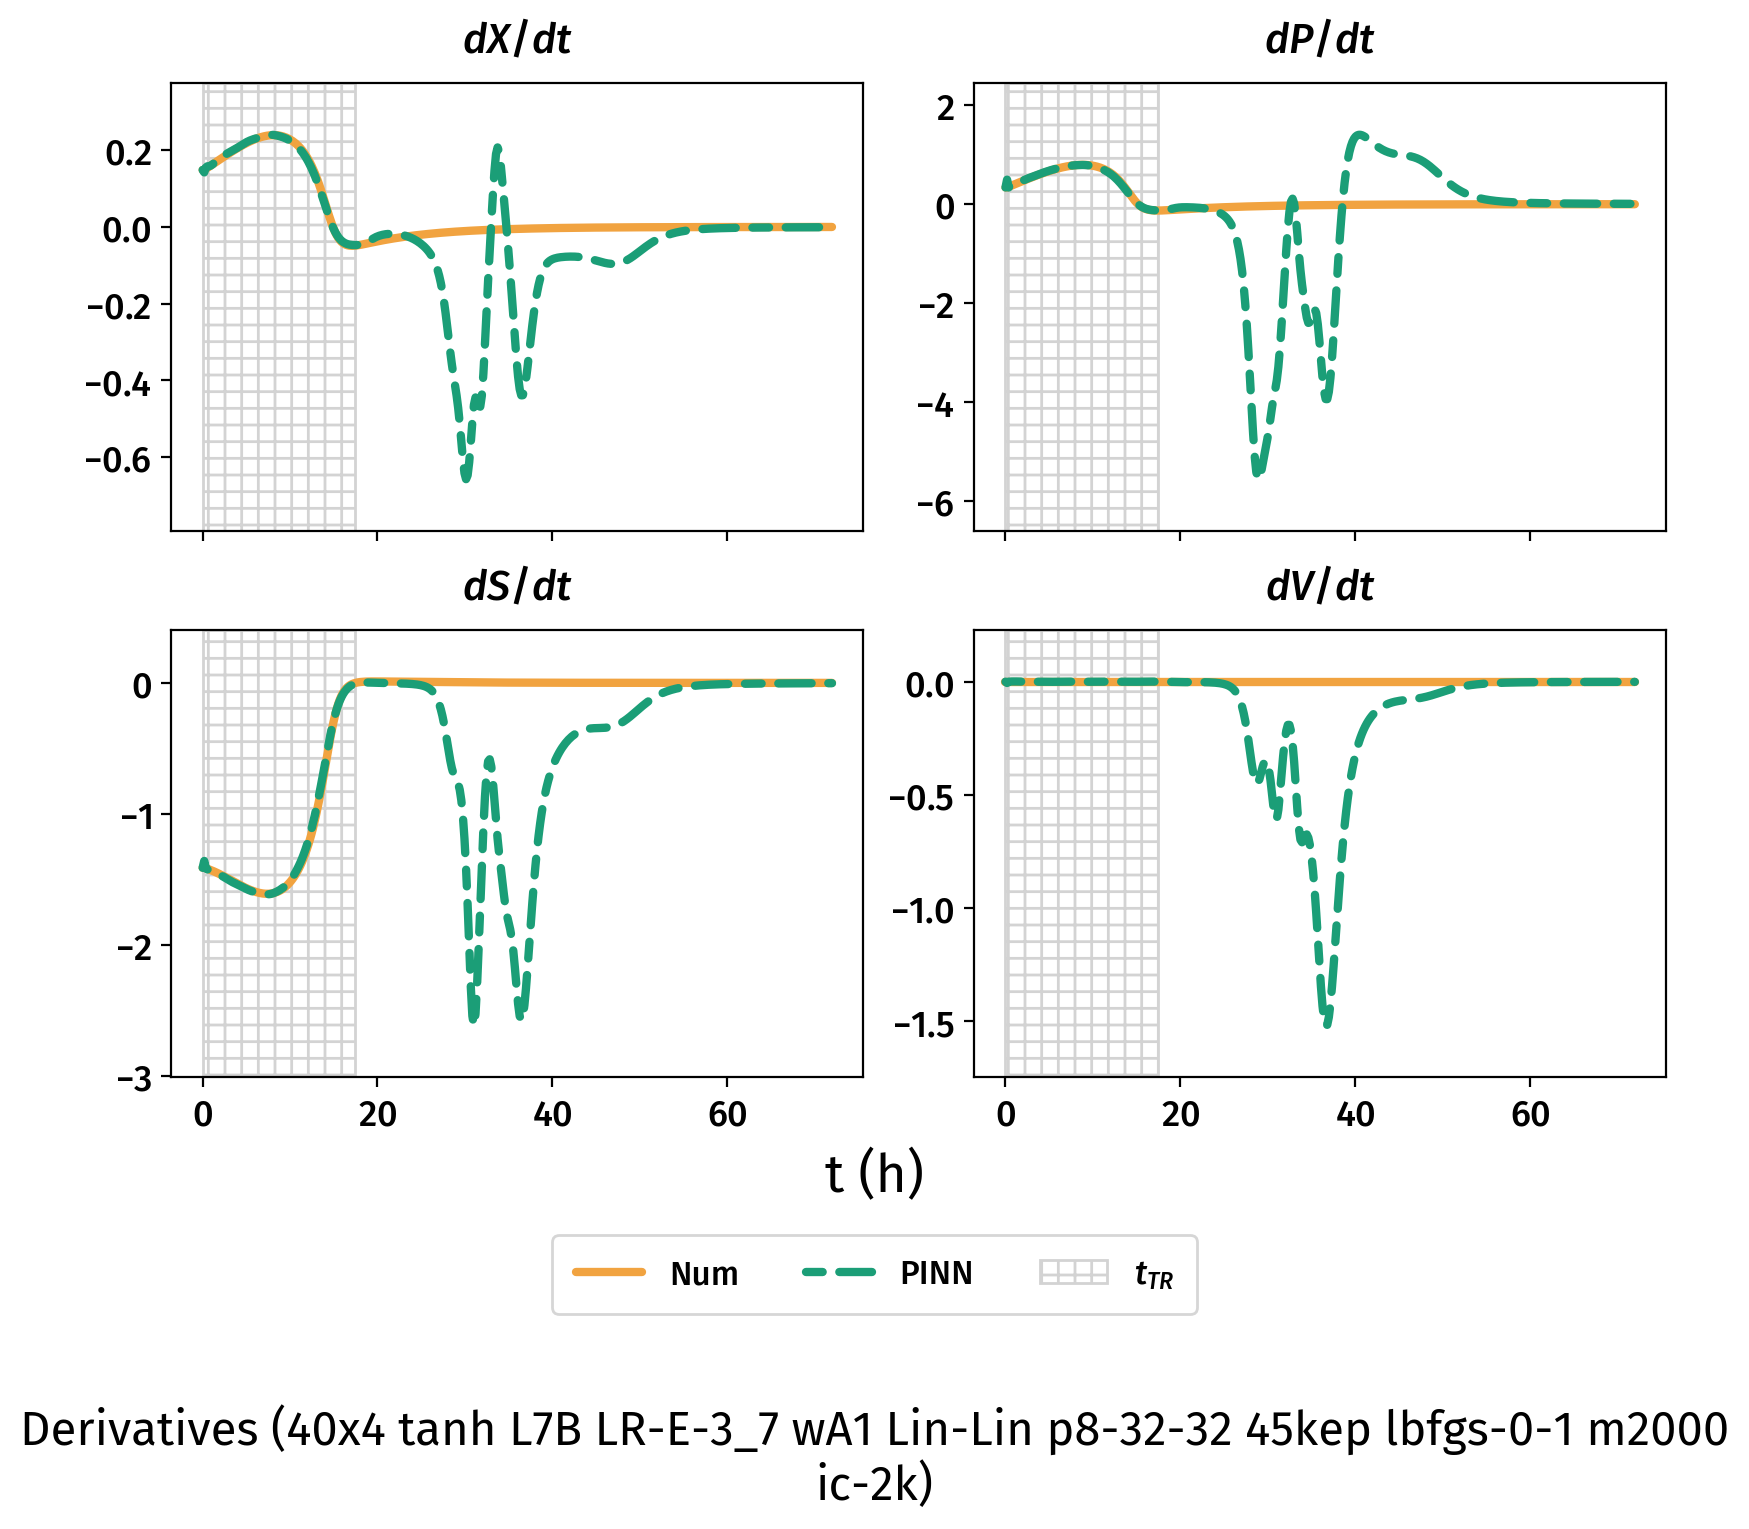 dX/dt
dP/dt
0.2
0.0
−0.2
−0.4
−0.6
2
0
−2
−4
−6
dS/dt
dV/dt
0
−1
−2
−3
0 20 40 60
0.0
−0.5
−1.0
−1.5
0 20 40 60
t (h)
Num PINN tTR
Derivatives (40x4 tanh L7B LR-E-3_7 wA1 Lin-Lin p8-32-32 45kep lbfgs-0-1 m2000
ic-2k)